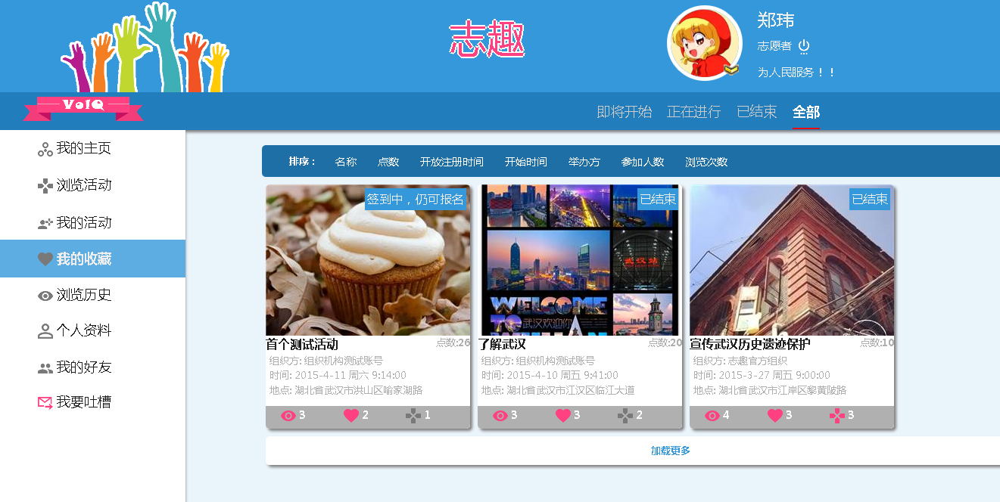 志趣
郑玮
志愿者
为人民服务！！
VolQ
即将开始 正在进行 已结束 全部
我的主页
浏览活动
我的活动
我的收藏
浏览历史
个人资料
我的好友
我要吐槽
排序： 名称 点数 开放注册时间 开始时间 举办方 参加人数 浏览次数
签到中，仍可报名
首个测试活动 点数:26
组织方: 组织机构测试账号
时间: 2015-4-11 周六 9:14:00
地点: 湖北省武汉市洪山区喻家湖路
3 2 1
已结束
武汉站
WELCOME
TO 武汉欢迎你
了解武汉 点数:20
组织方: 组织机构测试账号
时间: 2015-4-10 周五 9:41:00
地点: 湖北省武汉市江汉区临江大道
3 3 2
已结束
宣传武汉历史遗迹保护 点数:10
组织方: 志趣官方组织
时间: 2015-3-27 周五 9:00:00
地点: 湖北省武汉市江岸区黎黄陂路
4 3 3
加载更多